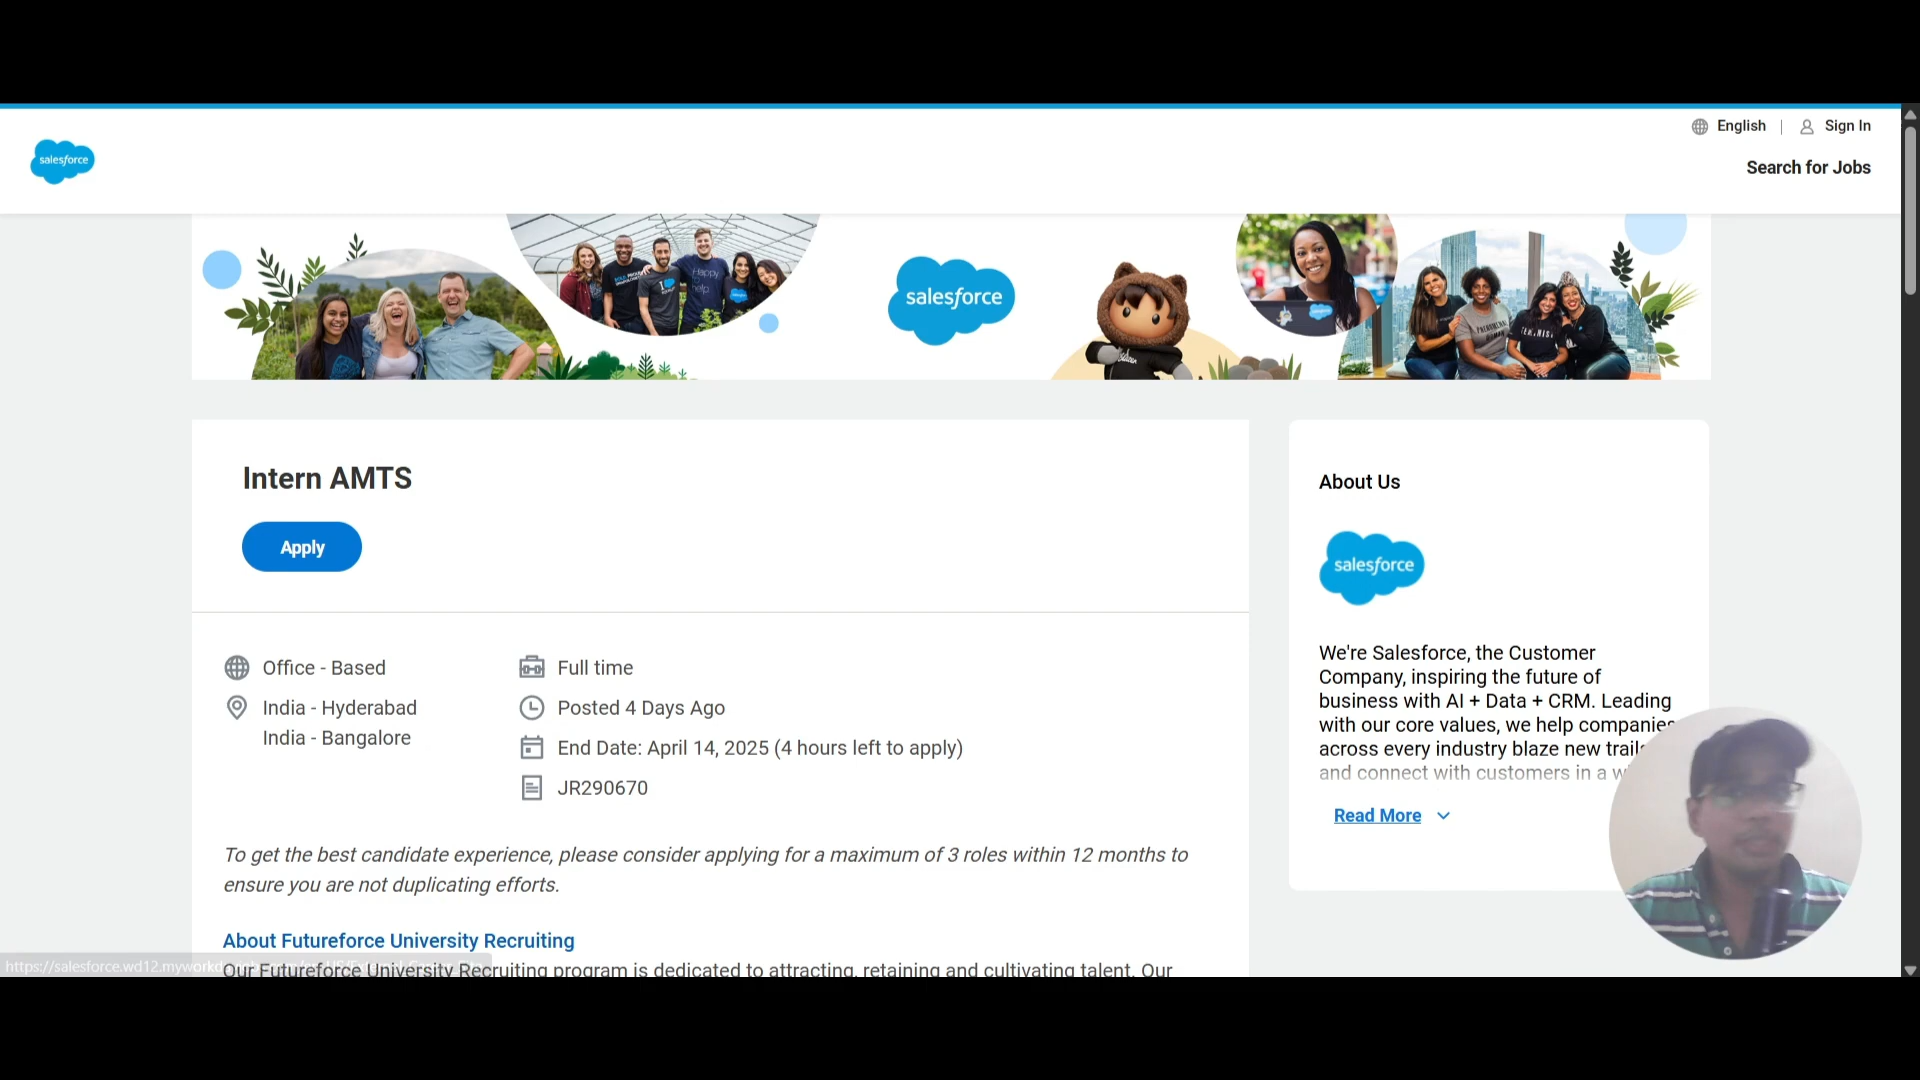 English | Sign In
salesforce
Search for Jobs
salesforce
Intern AMTS
Apply
Office - Based
India - Hyderabad
India - Bangalore
Full time
Posted 4 Days Ago
End Date: April 14, 2025 (4 hours left to apply)
JR290670
To get the best candidate experience, please consider applying for a maximum of 3 roles within 12 months to
ensure you are not duplicating efforts.
About Futureforce University Recruiting
Our Futureforce University Recruiting program is dedicated to attracting, retaining and cultivating talent. Our
https://salesforce.wd12.mywork
About Us
salesforce
We're Salesforce, the Customer
Company, inspiring the future of
business with AI + Data + CRM. Leading
with our core values, we help companies
across every industry blaze new trails
and connect with customers in a
Read More